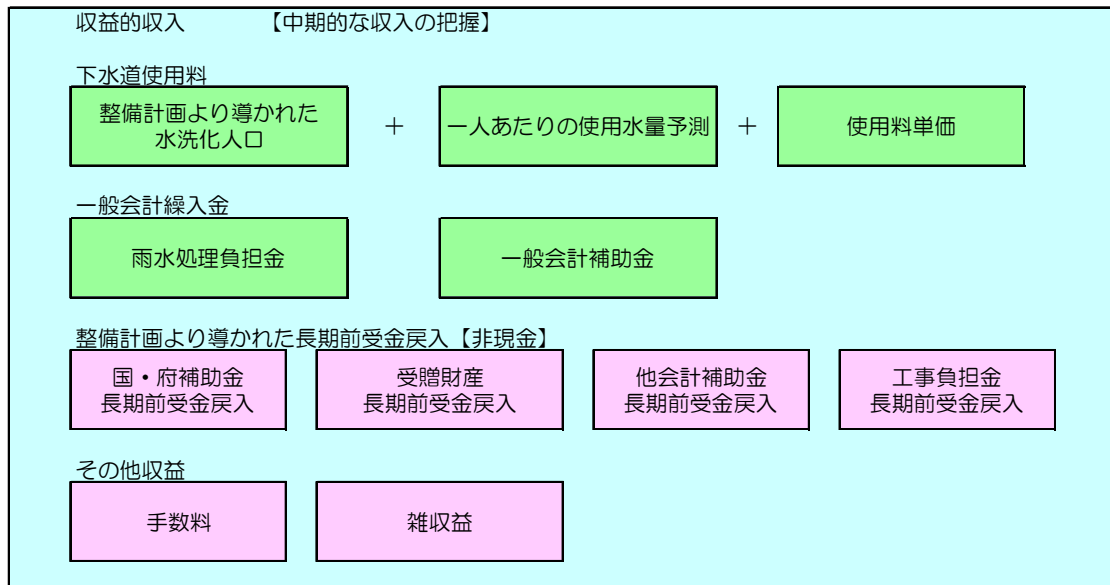 収益的収入 【中期的な収入の把握】
下水道使用料
整備計画より導かれた
水洗化人口
+
一人あたりの使用水量予測
+
使用料単価
一般会計繰入金
雨水処理負担金
一般会計補助金
整備計画より導かれた長期前受金戻入【非現金】
国・府補助金
長期前受金戻入
受贈財産
長期前受金戻入
他会計補助金
長期前受金戻入
工事負担金
長期前受金戻入
その他収益
手数料
雑収益